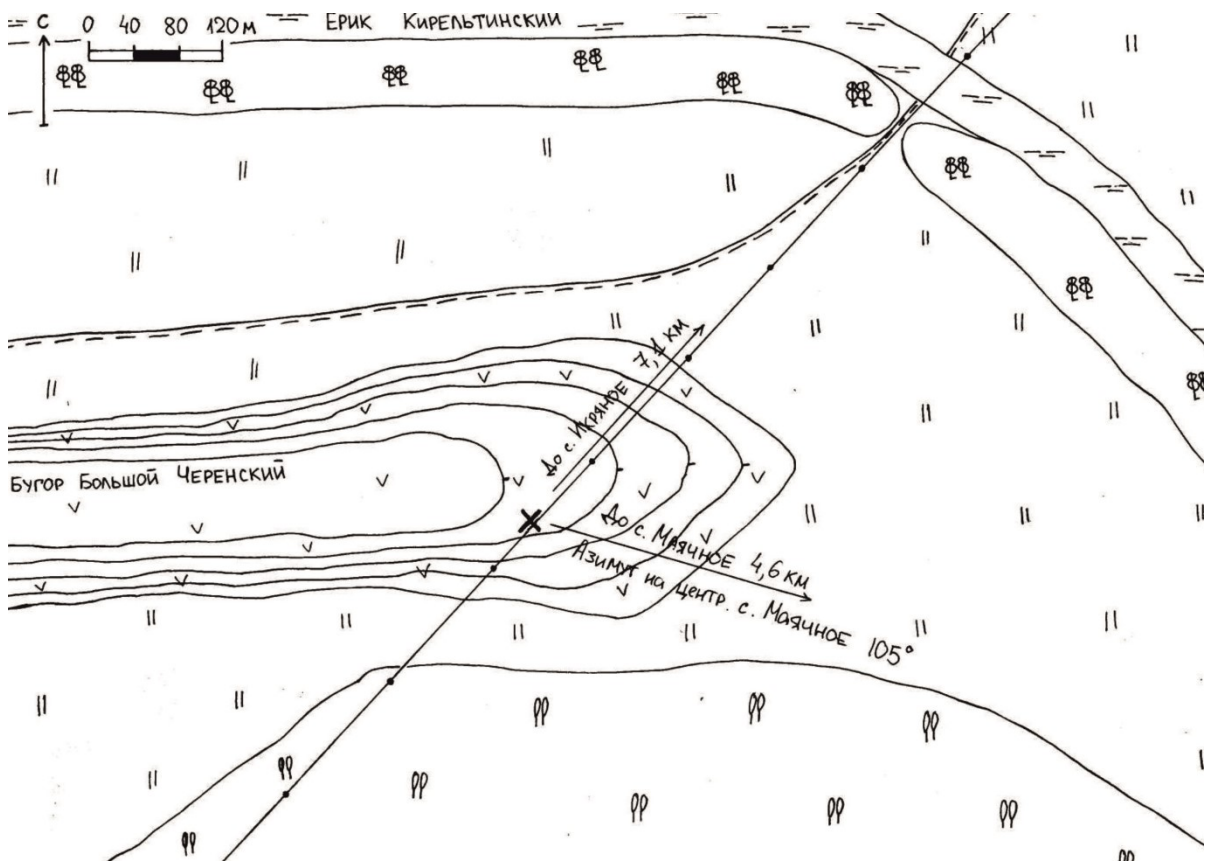 С
0 40 80 120 м
ЕРИК КИРЕЛЬТИНСКИЙ
До с. ИКРЯНОЕ 7,1 км
БУГОР БОЛЬШОЙ ЧЕРЕНСКИЙ
До с. МАЯЧНОЕ 4,6 км
АЗИМУТ на центр. с. МАЯЧНОЕ 105°